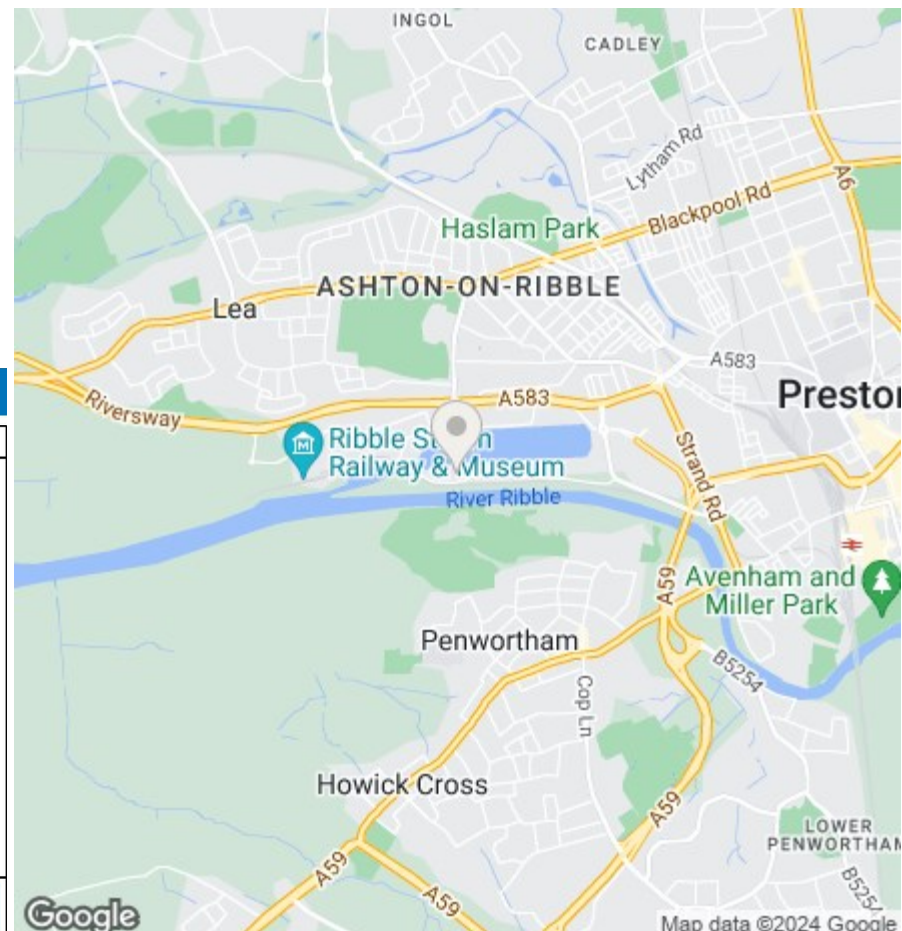 INGOL
CADLEY
Lytham Rd
A6
Blackpool Rd
Haslam Park
ASHTON-ON-RIBBLE
Lea
A583
Riversway
A583
Preston
Ribble Steam
Railway & Museum
Strand Rd
River Ribble
A59
Avenham and
Miller Park
Penwortham
B5254
Cop Ln
Howick Cross
A59
LOWER
PENWORTHAM
A59
A59
B5254
Google
Map data ©2024 Google